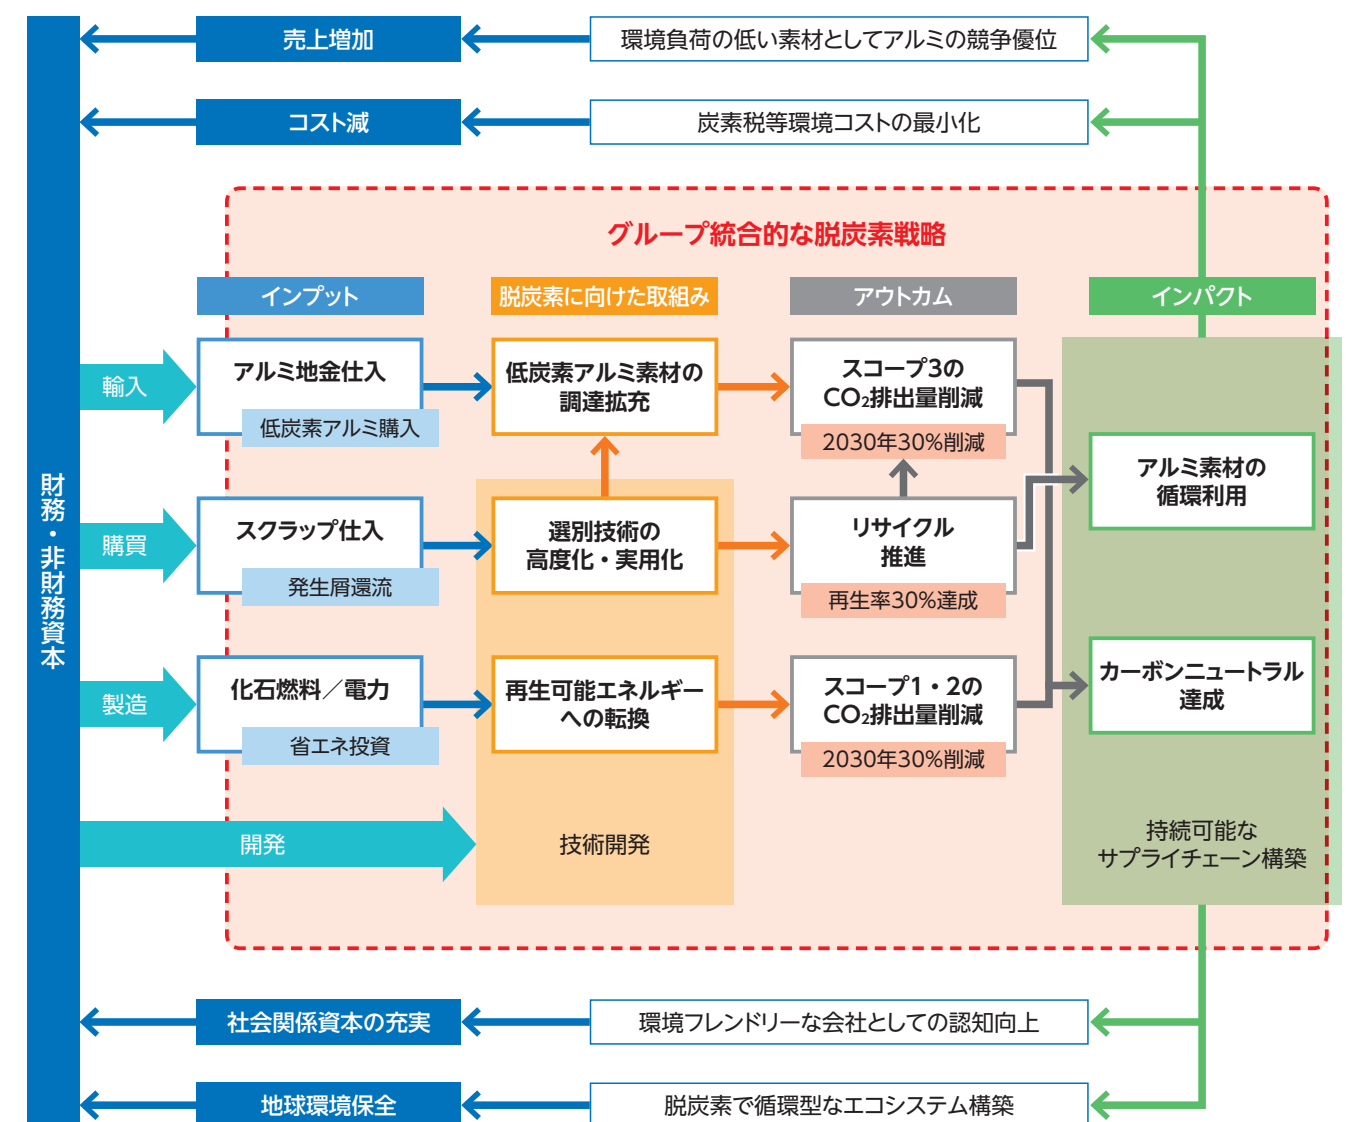 売上増加
環境負荷の低い素材としてアルミの競争優位
コスト減
炭素税等環境コストの最小化
財務・非財務資本
グループ統合的な脱炭素戦略
インプット
脱炭素に向けた取組み
アウトカム
インパクト
輸入
アルミ地金仕入
低炭素アルミ購入
低炭素アルミ素材の
調達拡充
スコープ3の
CO₂排出量削減
2030年30%削減
アルミ素材の
循環利用
購買
スクラップ仕入
発生屑還流
選別技術の
高度化・実用化
リサイクル
推進
再生率30%達成
製造
化石燃料／電力
省エネ投資
再生可能エネルギー
への転換
スコープ1・2の
CO₂排出量削減
2030年30%削減
カーボンニュートラル
達成
開発
技術開発
持続可能な
サプライチェーン構築
社会関係資本の充実
環境フレンドリーな会社としての認知向上
地球環境保全
脱炭素で循環型なエコシステム構築